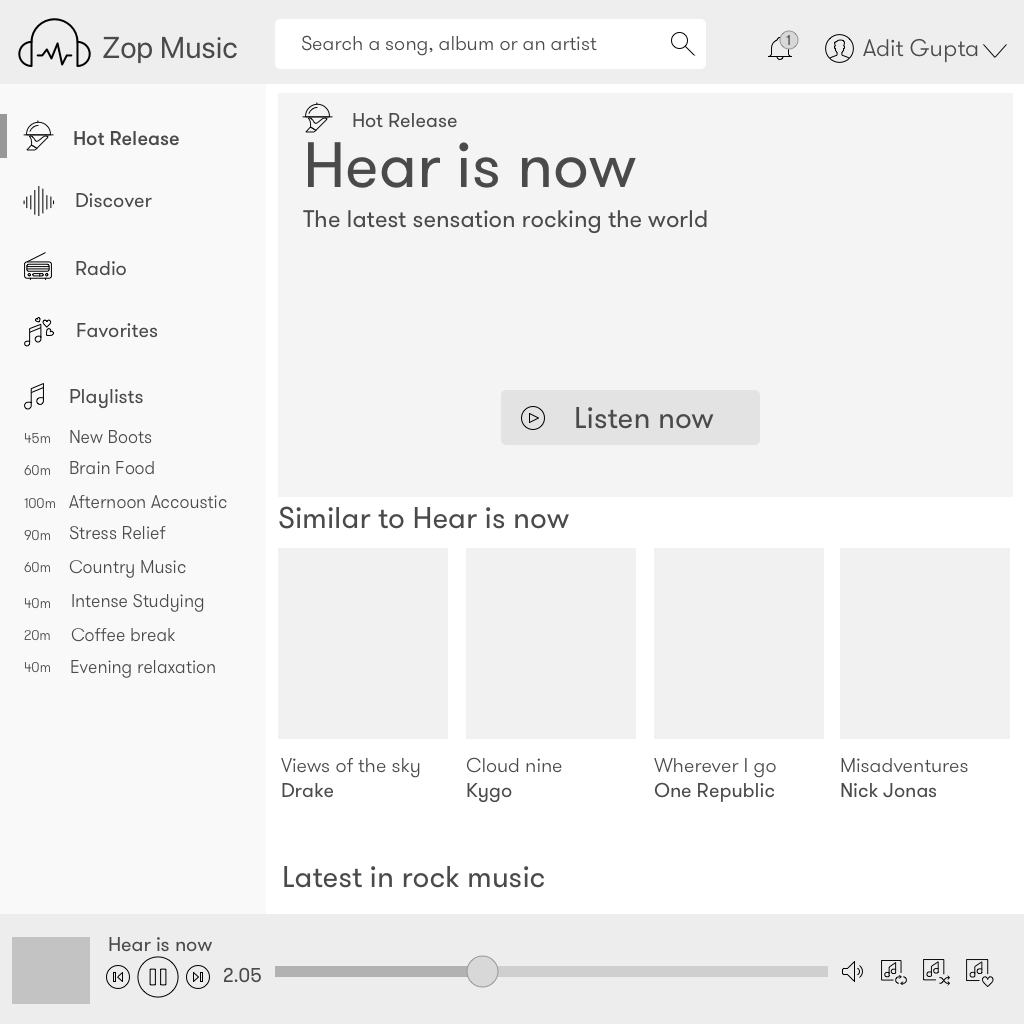 Zop Music
Search a song, album or an artist
1
Adit Gupta
Hot Release
Discover
Radio
Favorites
Playlists
45m New Boots
60m Brain Food
100m Afternoon Accoustic
90m Stress Relief
60m Country Music
40m Intense Studying
20m Coffee break
40m Evening relaxation
Hot Release
Hear is now
The latest sensation rocking the world
Listen now
Similar to Hear is now
Views of the sky
Drake
Cloud nine
Kygo
Wherever I go
One Republic
Misadventures
Nick Jonas
Latest in rock music
Hear is now
2.05